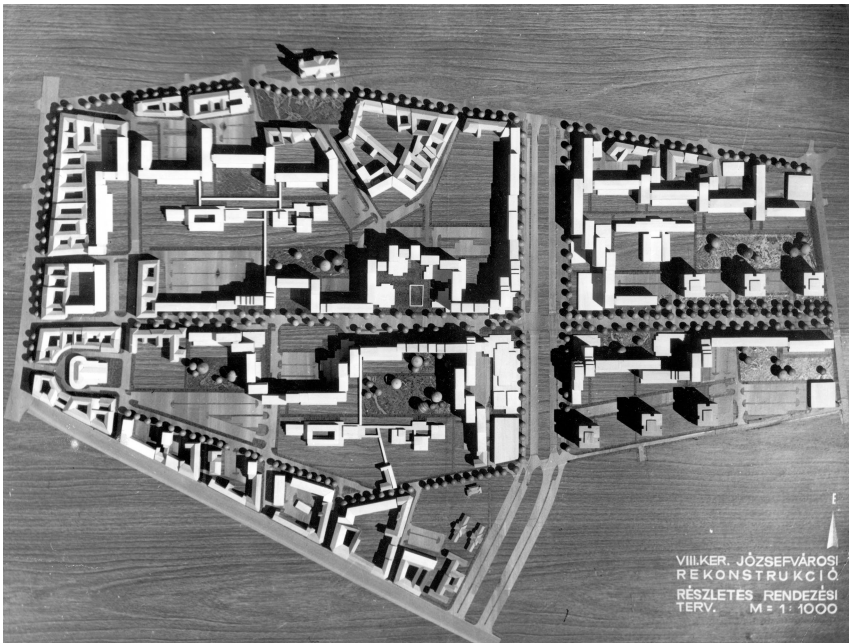 É
VIII.KER. JÓZSEFVÁROSI
REKONSTRUKCIÓ
RÉSZLETES RENDEZÉSI
TERV. M=1:1000